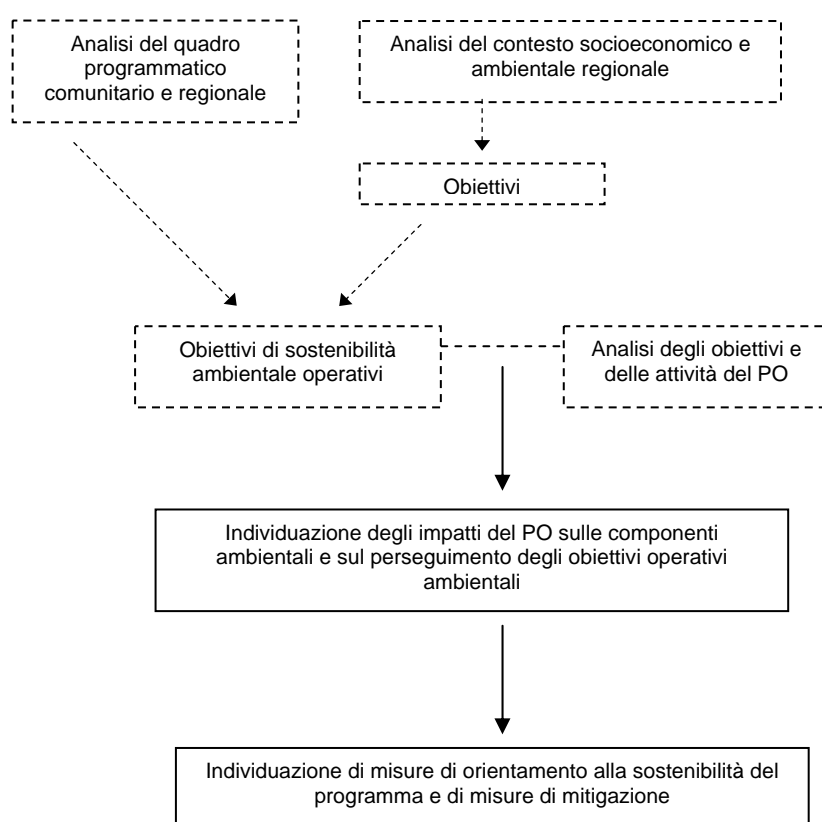 Analisi del quadro
programmatico
comunitario e regionale
Analisi del contesto socioeconomico e
ambientale regionale
Obiettivi
Obiettivi di sostenibilità
ambientale operativi
Analisi degli obiettivi e
delle attività del PO
Individuazione degli impatti del PO sulle componenti
ambientali e sul perseguimento degli obiettivi operativi
ambientali
Individuazione di misure di orientamento alla sostenibilità del
programma e di misure di mitigazione